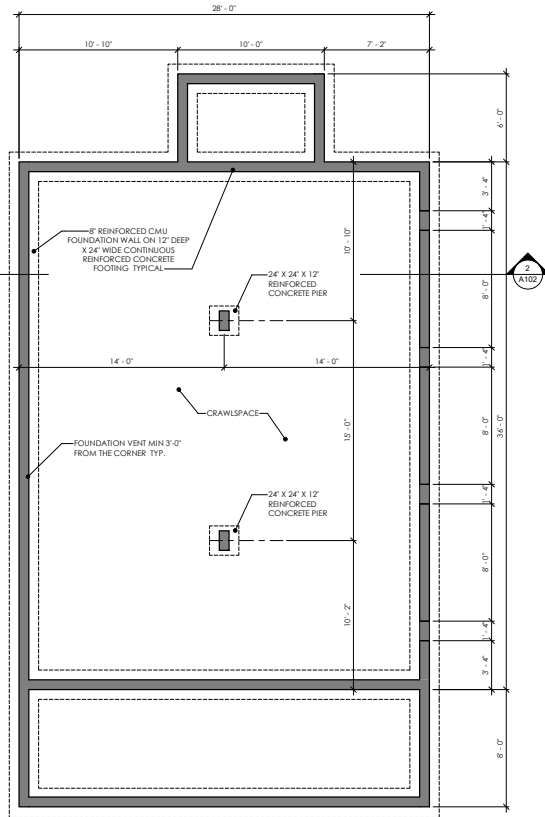 28' - 0"
10' - 10"
10' - 0"
7' - 2"
6' - 0"
3' - 4"
1' - 4"
10' - 10"
8" REINFORCED CMU
FOUNDATION WALL ON 12" DEEP
X 24" WIDE CONTINUOUS
REINFORCED CONCRETE
FOOTING TYPICAL
24" X 24" X 12"
REINFORCED
CONCRETE PIER
8' - 0"
2
A102
1' - 4"
14' - 0"
14' - 0"
CRAWLSPACE
15' - 0"
8' - 0"
36' - 0"
FOUNDATION VENT MIN 3'-0"
FROM THE CORNER TYP.
24" X 24" X 12"
REINFORCED
CONCRETE PIER
1' - 4"
8' - 0"
10' - 2"
1' - 4"
3' - 4"
8' - 0"